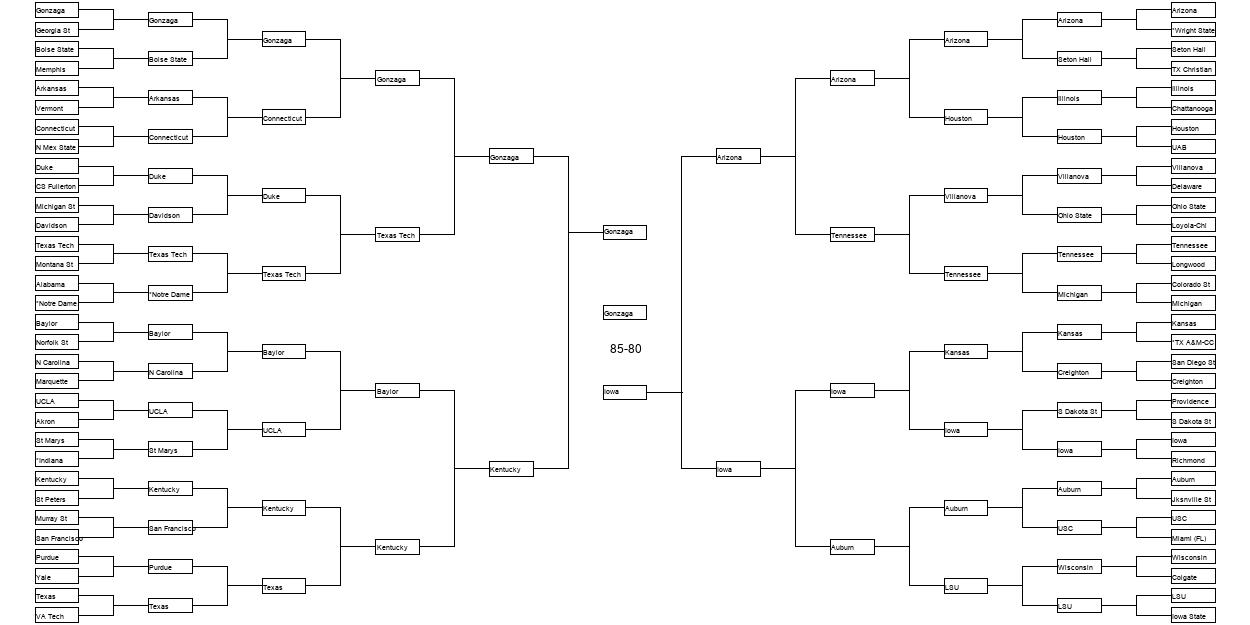 Gonzaga
Georgia St
Boise State
Memphis
Arkansas
Vermont
Connecticut
N Mex State
Duke
CS Fullerton
Michigan St
Davidson
Texas Tech
Montana St
Alabama
*Notre Dame
Baylor
Norfolk St
N Carolina
Marquette
UCLA
Akron
St Marys
*Indiana
Kentucky
St Peters
Murray St
San Francisco
Purdue
Yale
Texas
VA Tech
Gonzaga
Boise State
Arkansas
Connecticut
Duke
Davidson
Texas Tech
*Notre Dame
Baylor
N Carolina
UCLA
St Marys
Kentucky
San Francisco
Purdue
Texas
Gonzaga
Connecticut
Duke
Texas Tech
Baylor
UCLA
Kentucky
Texas
Gonzaga
Texas Tech
Baylor
Kentucky
Gonzaga
Kentucky
Gonzaga
Gonzaga
85-80
Iowa
Arizona
Iowa
Arizona
Tennessee
Iowa
Auburn
Arizona
Houston
Villanova
Tennessee
Kansas
Iowa
Auburn
LSU
Arizona
Seton Hall
Illinois
Houston
Villanova
Ohio State
Tennessee
Michigan
Kansas
Creighton
S Dakota St
Iowa
Auburn
USC
Wisconsin
LSU
Arizona
*Wright State
Seton Hall
TX Christian
Illinois
Chattanooga
Houston
UAB
Villanova
Delaware
Ohio State
Loyola-Chi
Tennessee
Longwood
Colorado St
Michigan
Kansas
*TX A&M-CC
San Diego St
Creighton
Providence
S Dakota St
Iowa
Richmond
Auburn
Jksnville St
USC
Miami (FL)
Wisconsin
Colgate
LSU
Iowa State